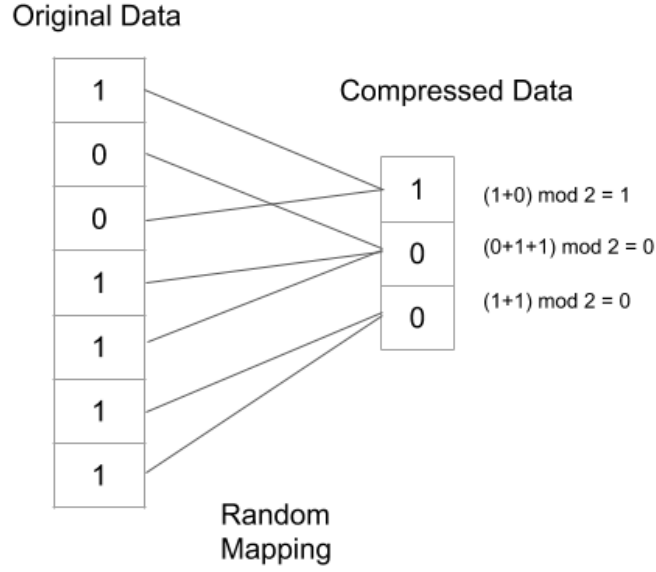 Original Data
Compressed Data
1
0
0
1
1
1
1
1
0
0
(1+0) mod 2 = 1
(0+1+1) mod 2 = 0
(1+1) mod 2 = 0
Random
Mapping